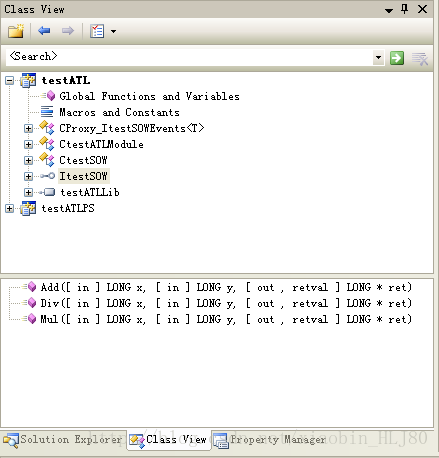 Class View
<Search>
testATL
Global Functions and Variables
Macros and Constants
CProxy_ItestSOWEvents<T>
CtestATLModule
CtestSOW
ItestSOW
testATLLib
testATLPS
Add([ in ] LONG x, [ in ] LONG y, [ out , retval ] LONG * ret)
Div([ in ] LONG x, [ in ] LONG y, [ out , retval ] LONG * ret)
Mul([ in ] LONG x, [ in ] LONG y, [ out , retval ] LONG * ret)
Solution Explorer Class View Property Manager